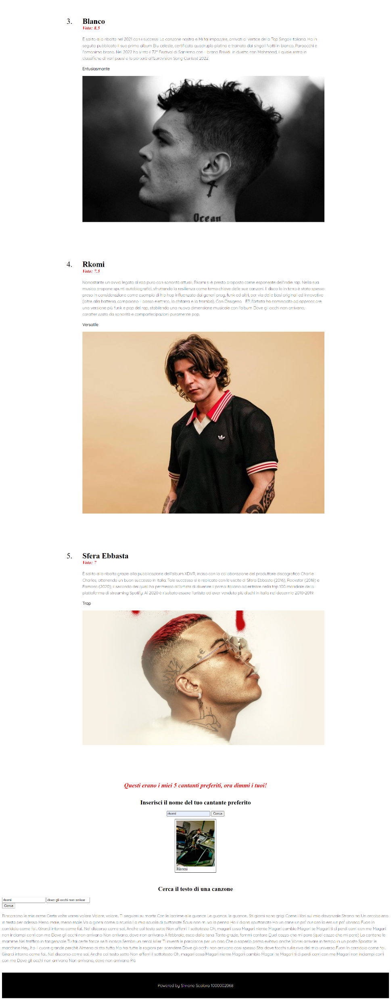 3. Blanco
Voto: 8.5
È salito alla ribalta nel 2021 con i successi La canzone nostra e Mi fai impazzire, arrivati al vertice della Top Singoli italiana. Ha in
seguito pubblicato il suo primo album Blu celeste, certificato quadruplo platino e trainato dai singoli Notti in bianco, Paraocchi e
l'omonimo brano. Nel 2022 ha vinto il 72º Festival di Sanremo con il brano Brividi, in duetto con Mahmood, il quale entra in
classifiche di vari paesi e lo porterà all'Eurovision Song Contest 2022.
Entusiasmante
Ocean
4. Rkomi
Voto: 7.5
Nonostante un avvio legato al rap puro con sonorità attuali, Rkomi si è presto proposto come esponente dell'indie rap. Nella sua
musica propone spunti autobiografici, sfruttando la resilienza come tema chiave delle sue canzoni. Il disco Io in terra è stato spesso
preso in considerazione come esempio di hip hop influenzato dai generi prog, funk ed altri, per via delle basi originali ed innovative
(oltre alla batteria, compaiono il basso elettrico, la chitarra e la tromba). Con Ossigeno - EP, l'artista ha cominciato ad approcciare
una versione più funk e pop del rap, stabilendo una nuova dimensione musicale con l'album Dove gli occhi non arrivano,
caratterizzato da sonorità e compartecipazioni puramente pop.
Versatile
5. Sfera Ebbasta
Voto: 7
È salito alla ribalta grazie alla pubblicazione dell'album XDVR, inciso con la collaborazione del produttore discografico Charlie
Charles, ottenendo un buon successo in Italia. Tale successo si è replicato con le uscite di Sfera Ebbasta (2016), Rockstar (2018) e
Famoso (2020), il secondo dei quali ha permesso all'artista di divenire il primo italiano ad entrare nella top 100 mondiale della
piattaforma di streaming Spotify. Al 2020 è risultato essere l'artista ad aver venduto più dischi in Italia nel decennio 2010-2019.
Trap
$€
Questi erano i miei 5 cantanti preferiti, ora dimmi i tuoi!
Inserisci il nome del tuo cantante preferito
rkomi Cerca
Rkomi
Cerca il testo di una canzone
rkomi dove gli occhi non arrivar
Cerca
Rincorrono le mie orme Certe volte vorrei volare Volare, volare.. Ti seguirei su marte Con le lacrime alle guance Le guance, le guance.. Sti giorni sono grigi Come i libri sul mio davanzale Strano no Un arcobaleno
in testa per adesso Meno male, meno male Va a giorni come a scuola La mia scuola di puttanate Scusi non mi va la penna Ho il diario sputtanato Ho un cane un po' curioso Io ero un po' ubriaco Fuori In
corridoio come fai.. Girarci intorno come fai.. Nel discorso come sai, Anche col testo sotto Non afferri il sottotesto Oh, magari cosa Magari niente Magari cambio Magari te Magari ti ci perdi corri con me Magari
non inciampi corri con me Dove gli occhi non arrivano Non arrivano, dove non arrivano A febbraio, esco dalla tana Tante grazie, fammi cantare Quel cazzo che mi pare (quel cazzo che mi pare) La cantano le
mamme Nel traffico in tangenziale Tu fai certe facce se ti incazzi Sembri un serial killer Ti inventi le parolacce per un ciao Che a saperlo prima evitavo anche Vorrei arrivare in tempo in un posto Spostar le
macchine Hey, ho il cuore grande perché Almeno ci stai tutta Ma hai tutte le ragioni per scendere Dove gli occhi non arrivano così spesso Stai dove tocchi sulla riva del mio universo Fuori In corridoio come fai..
Girarci intorno come fai.. Nel discorso come sai, Anche col testo sotto Non afferri il sottotesto Oh, magari cosa Magari niente Magari cambio Magari te Magari ti ci perdi corri con me Magari non inciampi corri
con me Dove gli occhi non arrivano Non arrivano, dove non arrivano Più
Powered by Simone Scalora 1000002068